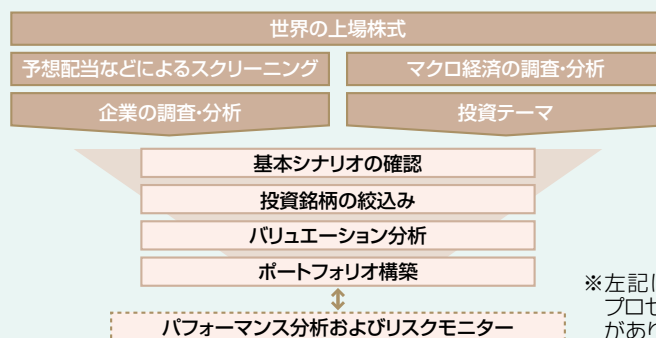 世界の上場株式
予想配当などによるスクリーニング
マクロ経済の調査・分析
企業の調査・分析
投資テーマ
基本シナリオの確認
投資銘柄の絞込み
バリュエーション分析
ポートフォリオ構築
パフォーマンス分析およびリスクモニター
※左記
プロセ
があり